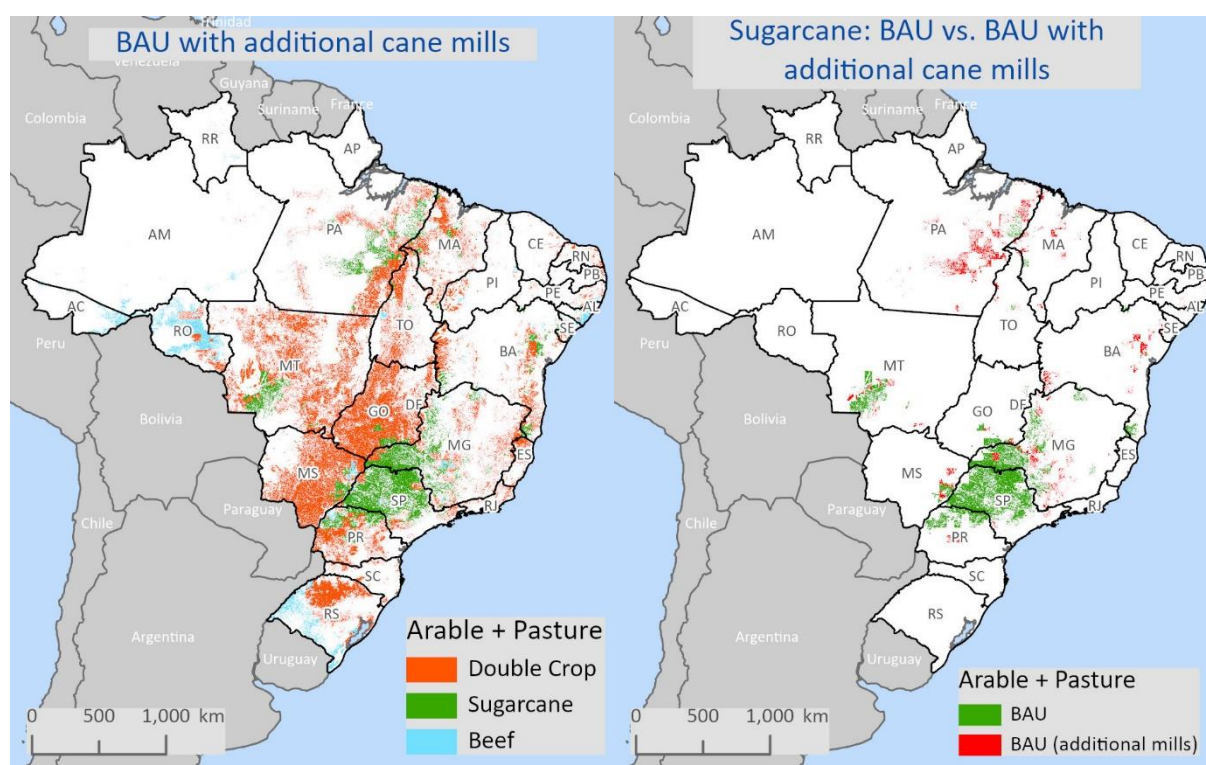 BAU with additional cane mills
Trinidad
Venezuela
Guyana
Suriname
France
Colombia
RR
AP
AM
PA
MA
CE
RN
PB
PI
PE
AL
AC
SE
RO
TO
Peru
BA
MT
Bolivia
GO
DF
MG
ES
MS
SP
RJ
Paraguay
PR
Chile
SC
RS
Argentina
Uruguay
Arable + Pasture
Double Crop
Sugarcane
Beef
0 500 1,000 km
Sugarcane: BAU vs. BAU with
additional cane mills
Venezuela
Guyana
Suriname
France
Colombia
RR
AP
AM
PA
MA
CE
RN
PB
PI
PE
AL
AC
SE
RO
TO
Peru
BA
MT
Bolivia
GO
DF
MG
ES
MS
SP
RJ
Paraguay
PR
Chile
SC
RS
Argentina
Uruguay
Arable + Pasture
BAU
BAU (additional mills)
0 500 1,000 km